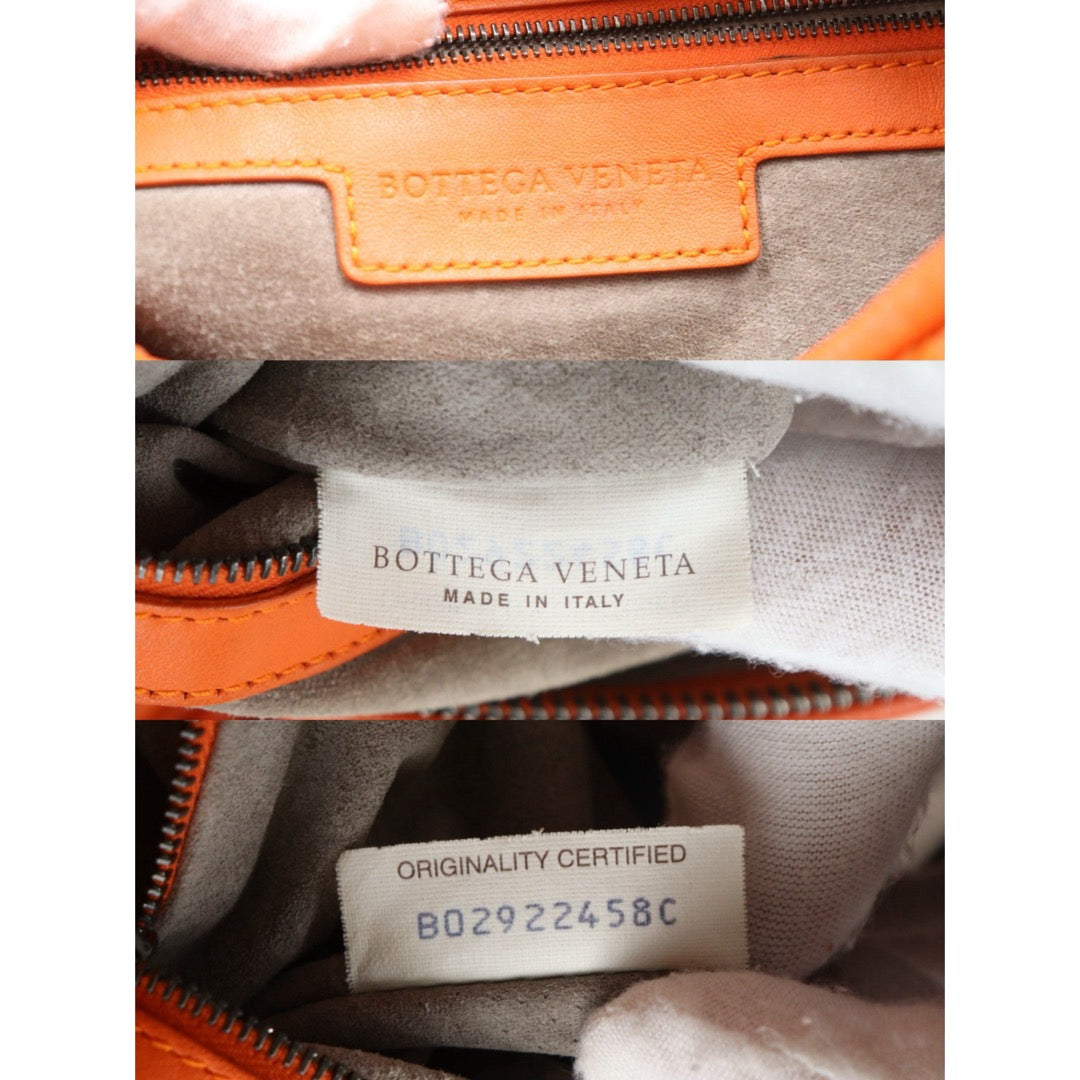 BOTTEGA VENETA
MADE IN ITALY
BOTTEGA VENETA
MADE IN ITALY
ORIGINALITY CERTIFIED
B02922458C